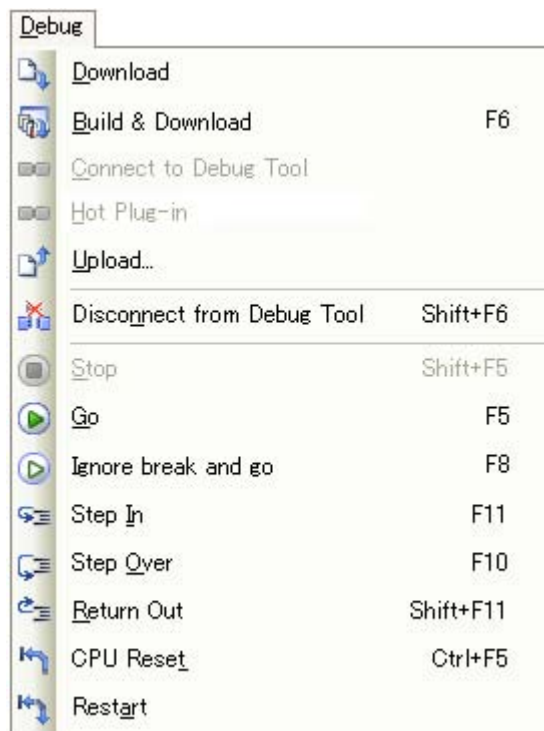 Debug
Download
Build & Download F6
Connect to Debug Tool
Hot Plug-in
Upload...
Disconnect from Debug Tool Shift+F6
Stop Shift+F5
Go F5
Ignore break and go F8
Step In F11
Step Over F10
Return Out Shift+F11
CPU Reset Ctrl+F5
Restart